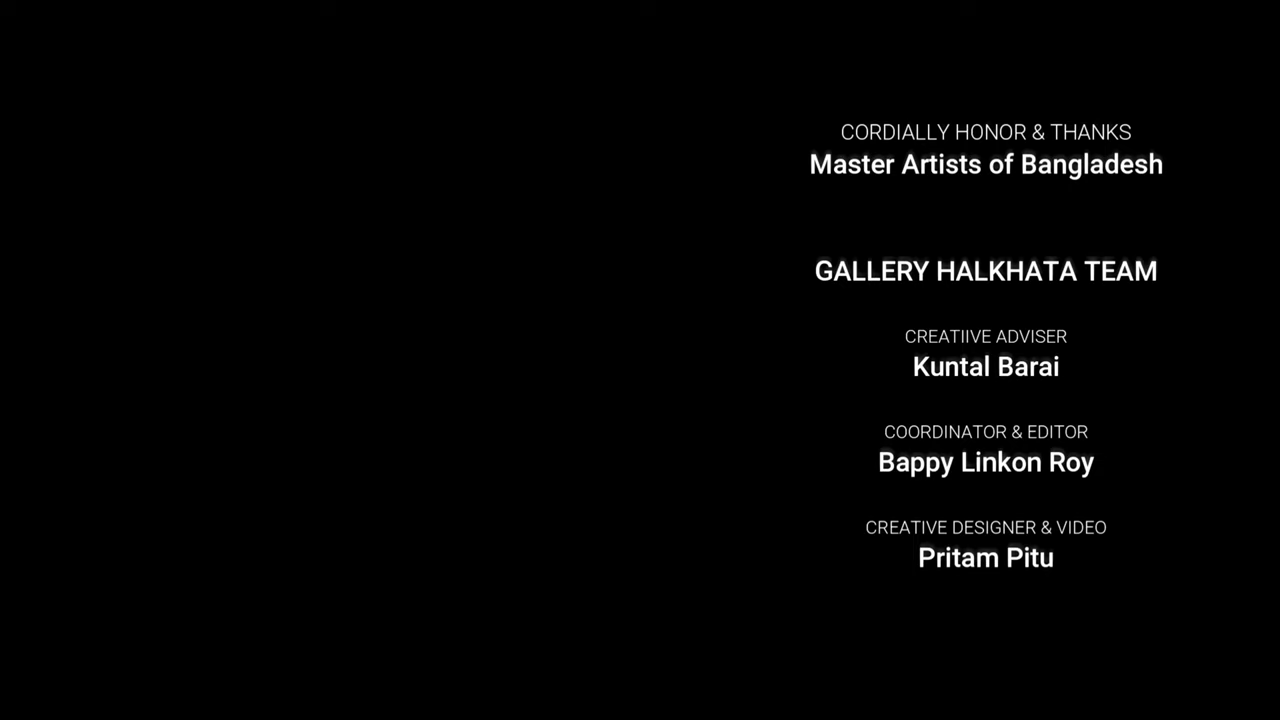 CORDIALLY HONOR & THANKS
Master Artists of Bangladesh
GALLERY HALKHATA TEAM
CREATIIVE ADVISER
Kuntal Barai
COORDINATOR & EDITOR
Bappy Linkon Roy
CREATIVE DESIGNER & VIDEO
Pritam Pitu